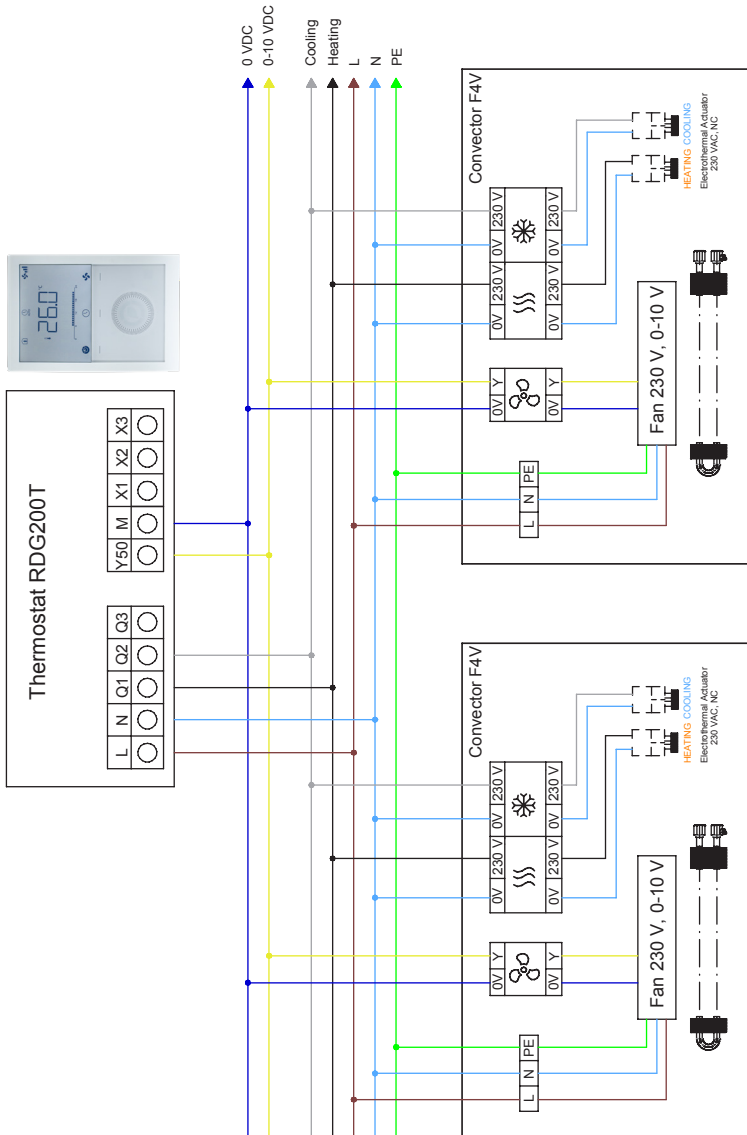 0 VDC
0-10 VDC
Cooling
Heating
L
N
PE
26.0
Thermostat RDG200T
L N Q1 Q2 Q3 Y50 M X1 X2 X3
Convector F4V
L N PE
0V Y
0V Y
0V 230 V 0V 230 V
0V 230 V 0V 230 V
Fan 230 V, 0-10 V
HEATING COOLING
Electrothermal Actuator
230 VAC, NC
Convector F4V
L N PE
0V Y
0V Y
0V 230 V 0V 230 V
0V 230 V 0V 230 V
Fan 230 V, 0-10 V
HEATING COOLING
Electrothermal Actuator
230 VAC, NC